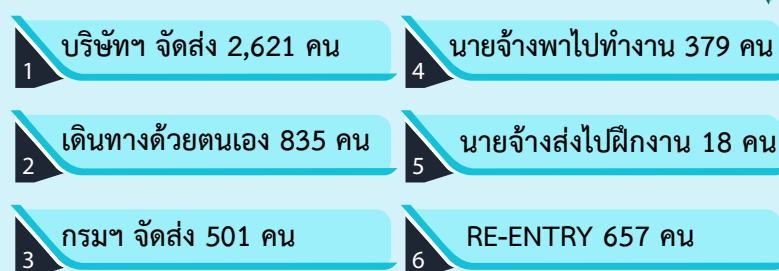 1 บริษัทฯ จัดส่ง 2,621 คน
2 เดินทางด้วยตนเอง 835 คน
3 กรมฯ จัดส่ง 501 คน
4 นายจ้างพาไปทำงาน 379 คน
5 นายจ้างส่งไปฝึกงาน 18 คน
6 RE-ENTRY 657 คน